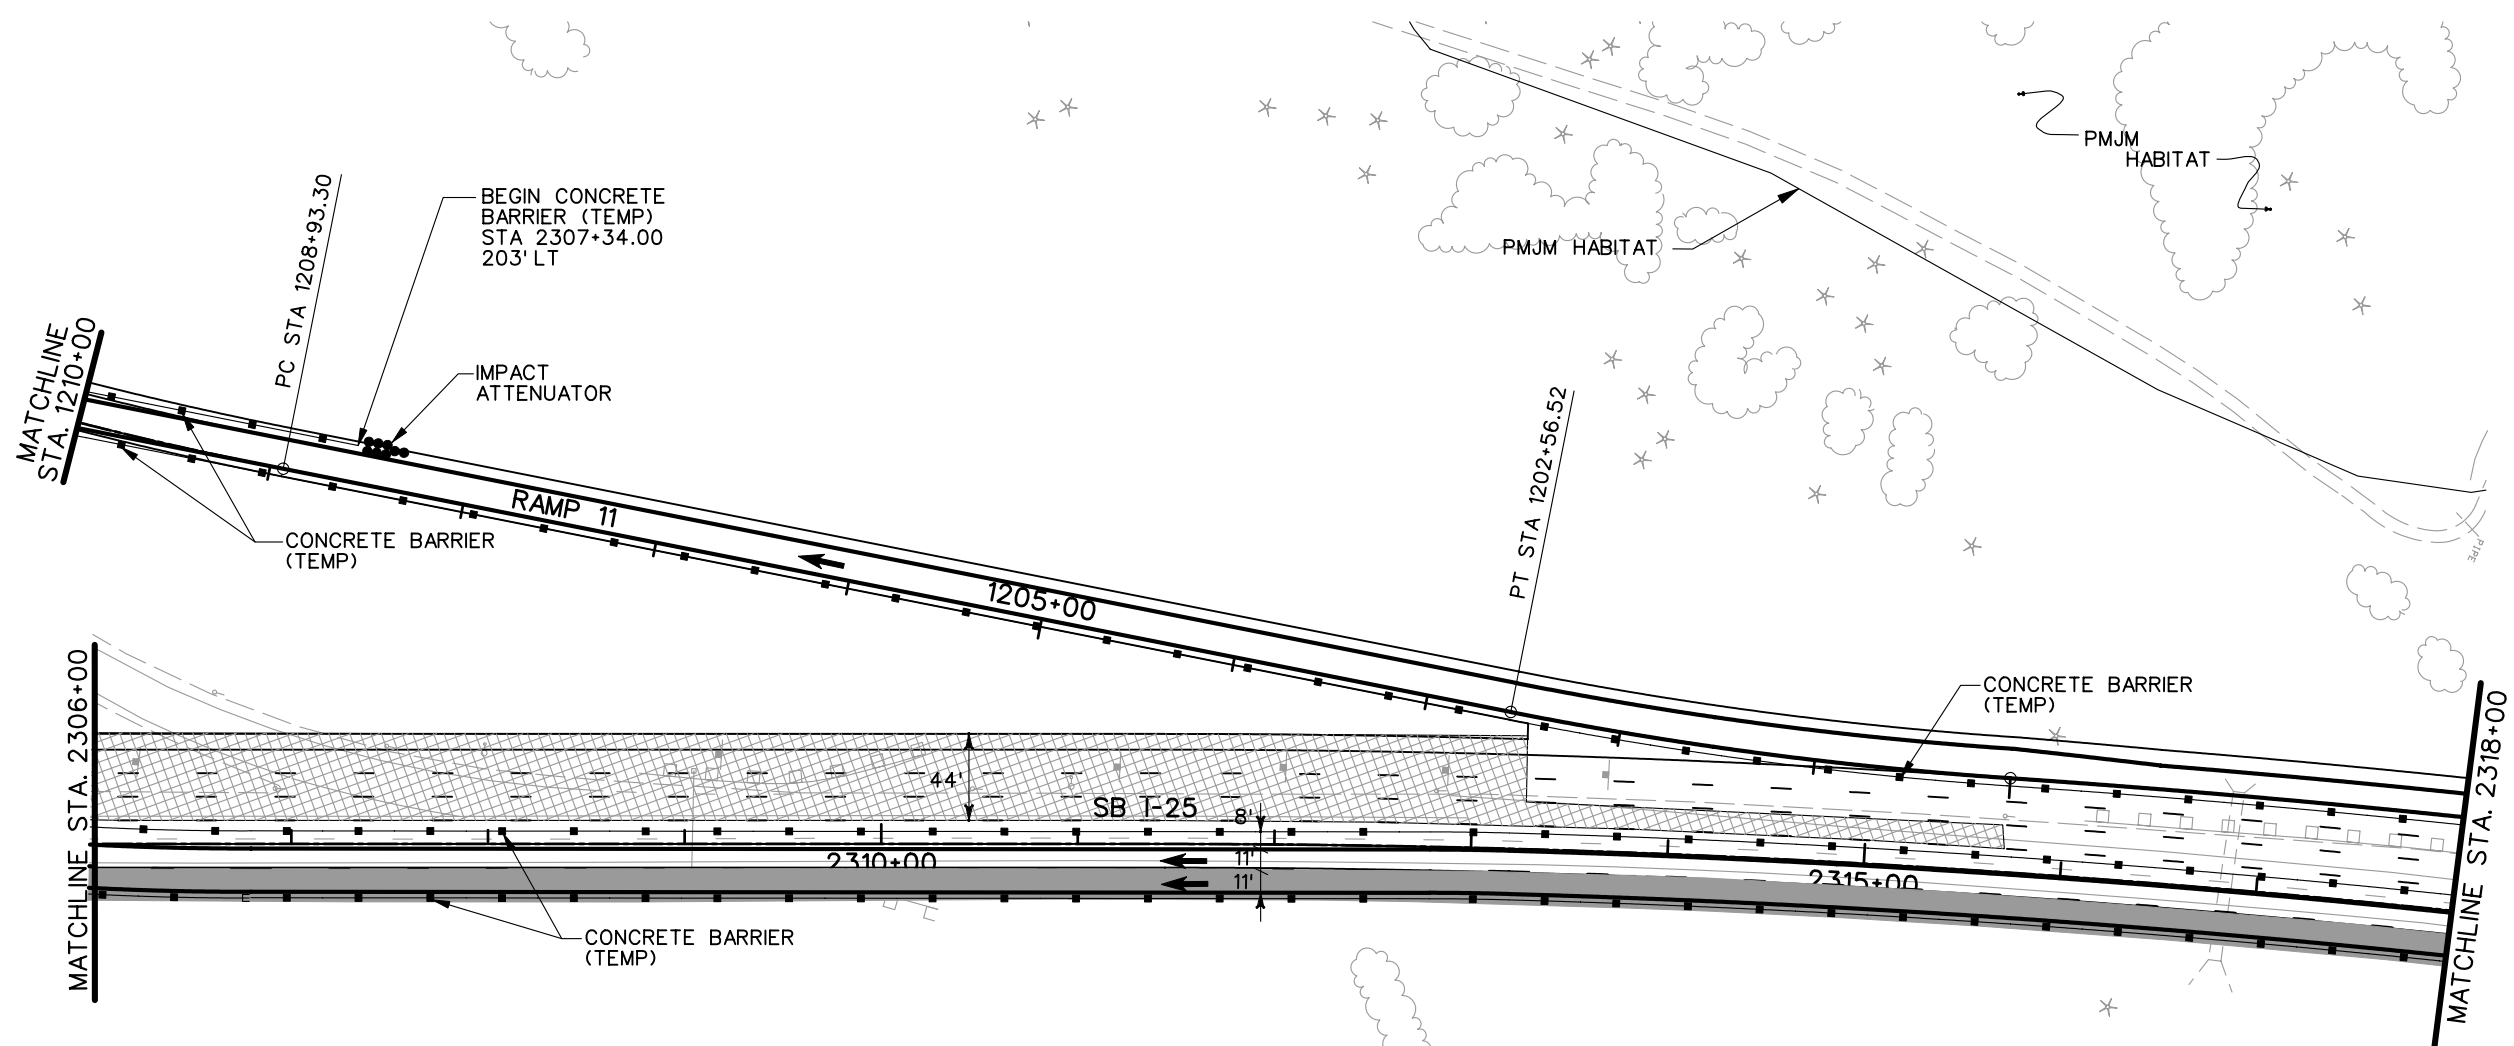 PMJM
HABITAT
PC STA 1208+93.30
BEGIN CONCRETE
BARRIER (TEMP)
STA 2307+34.00
203' LT
PMJM HABITAT
MATCHLINE
STA. 1210+00
IMPACT
ATTENUATOR
PT STA 1202+56.52
RAMP 11
CONCRETE BARRIER
(TEMP)
PIPE
1205+00
CONCRETE BARRIER
(TEMP)
MATCHLINE STA. 2306+00
MATCHLINE STA. 2318+00
44'
SB I-25
8'
11'
11'
2310+00
2315+00
CONCRETE BARRIER
(TEMP)